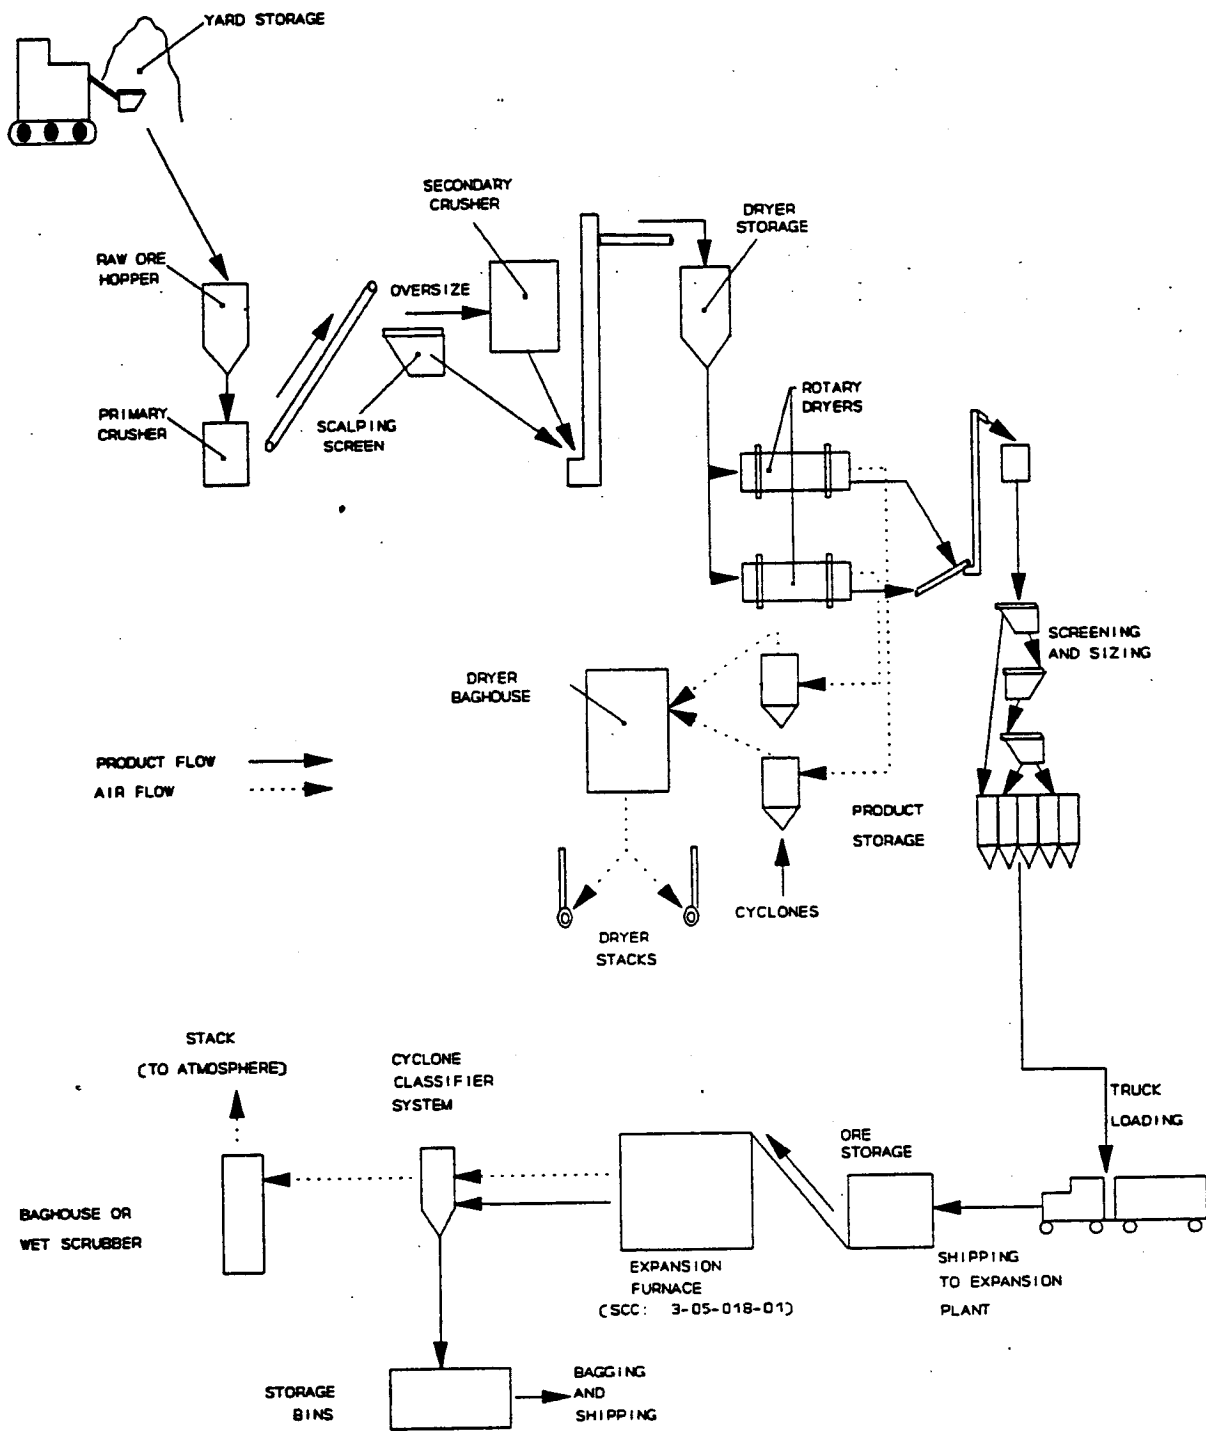 YARD STORAGE
SECONDARY
CRUSHER
DRYER
STORAGE
RAW ORE
HOPPER
OVERSIZE
PRIMARY
CRUSHER
SCALPING
SCREEN
ROTARY
DRYERS
SCREENING
AND SIZING
DRYER
BAGHOUSE
PRODUCT FLOW
AIR FLOW
PRODUCT
STORAGE
CYCLONES
DRYER
STACKS
STACK
(TO ATMOSPHERE)
CYCLONE
CLASSIFIER
SYSTEM
TRUCK
LOADING
ORE
STORAGE
BAGHOUSE OR
WET SCRUBBER
EXPANSION
FURNACE
(SCC: 3-05-018-01)
SHIPPING
TO EXPANSION
PLANT
STORAGE
BINS
BAGGING
AND
SHIPPING